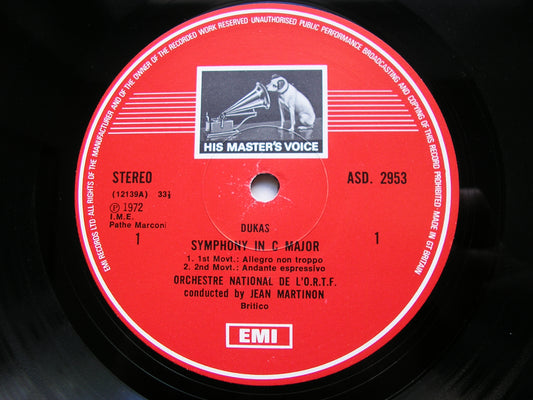 EMI RECORDS LTD ALL RIGHTS OF THE MANUFACTURER AND OF THE OWNER OF THE RECORDED WORK RESERVED UNAUTHORISED PUBLIC PERFORMANCE BROADCASTING AND COPYING OF THIS RECORD PROHIBITED MADE IN GT BRITAIN
HIS MASTER'S VOICE
STEREO
ASD. 2953
(12139A) 33⅓
℗ 1972
I.M.E.
Pathe Marconi
1
1
DUKAS
SYMPHONY IN C MAJOR
1. 1st Movt.: Allegro non troppo
2. 2nd Movt.: Andante espressivo
ORCHESTRE NATIONAL DE L'O.R.T.F.
conducted by JEAN MARTINON
Britico
EMI